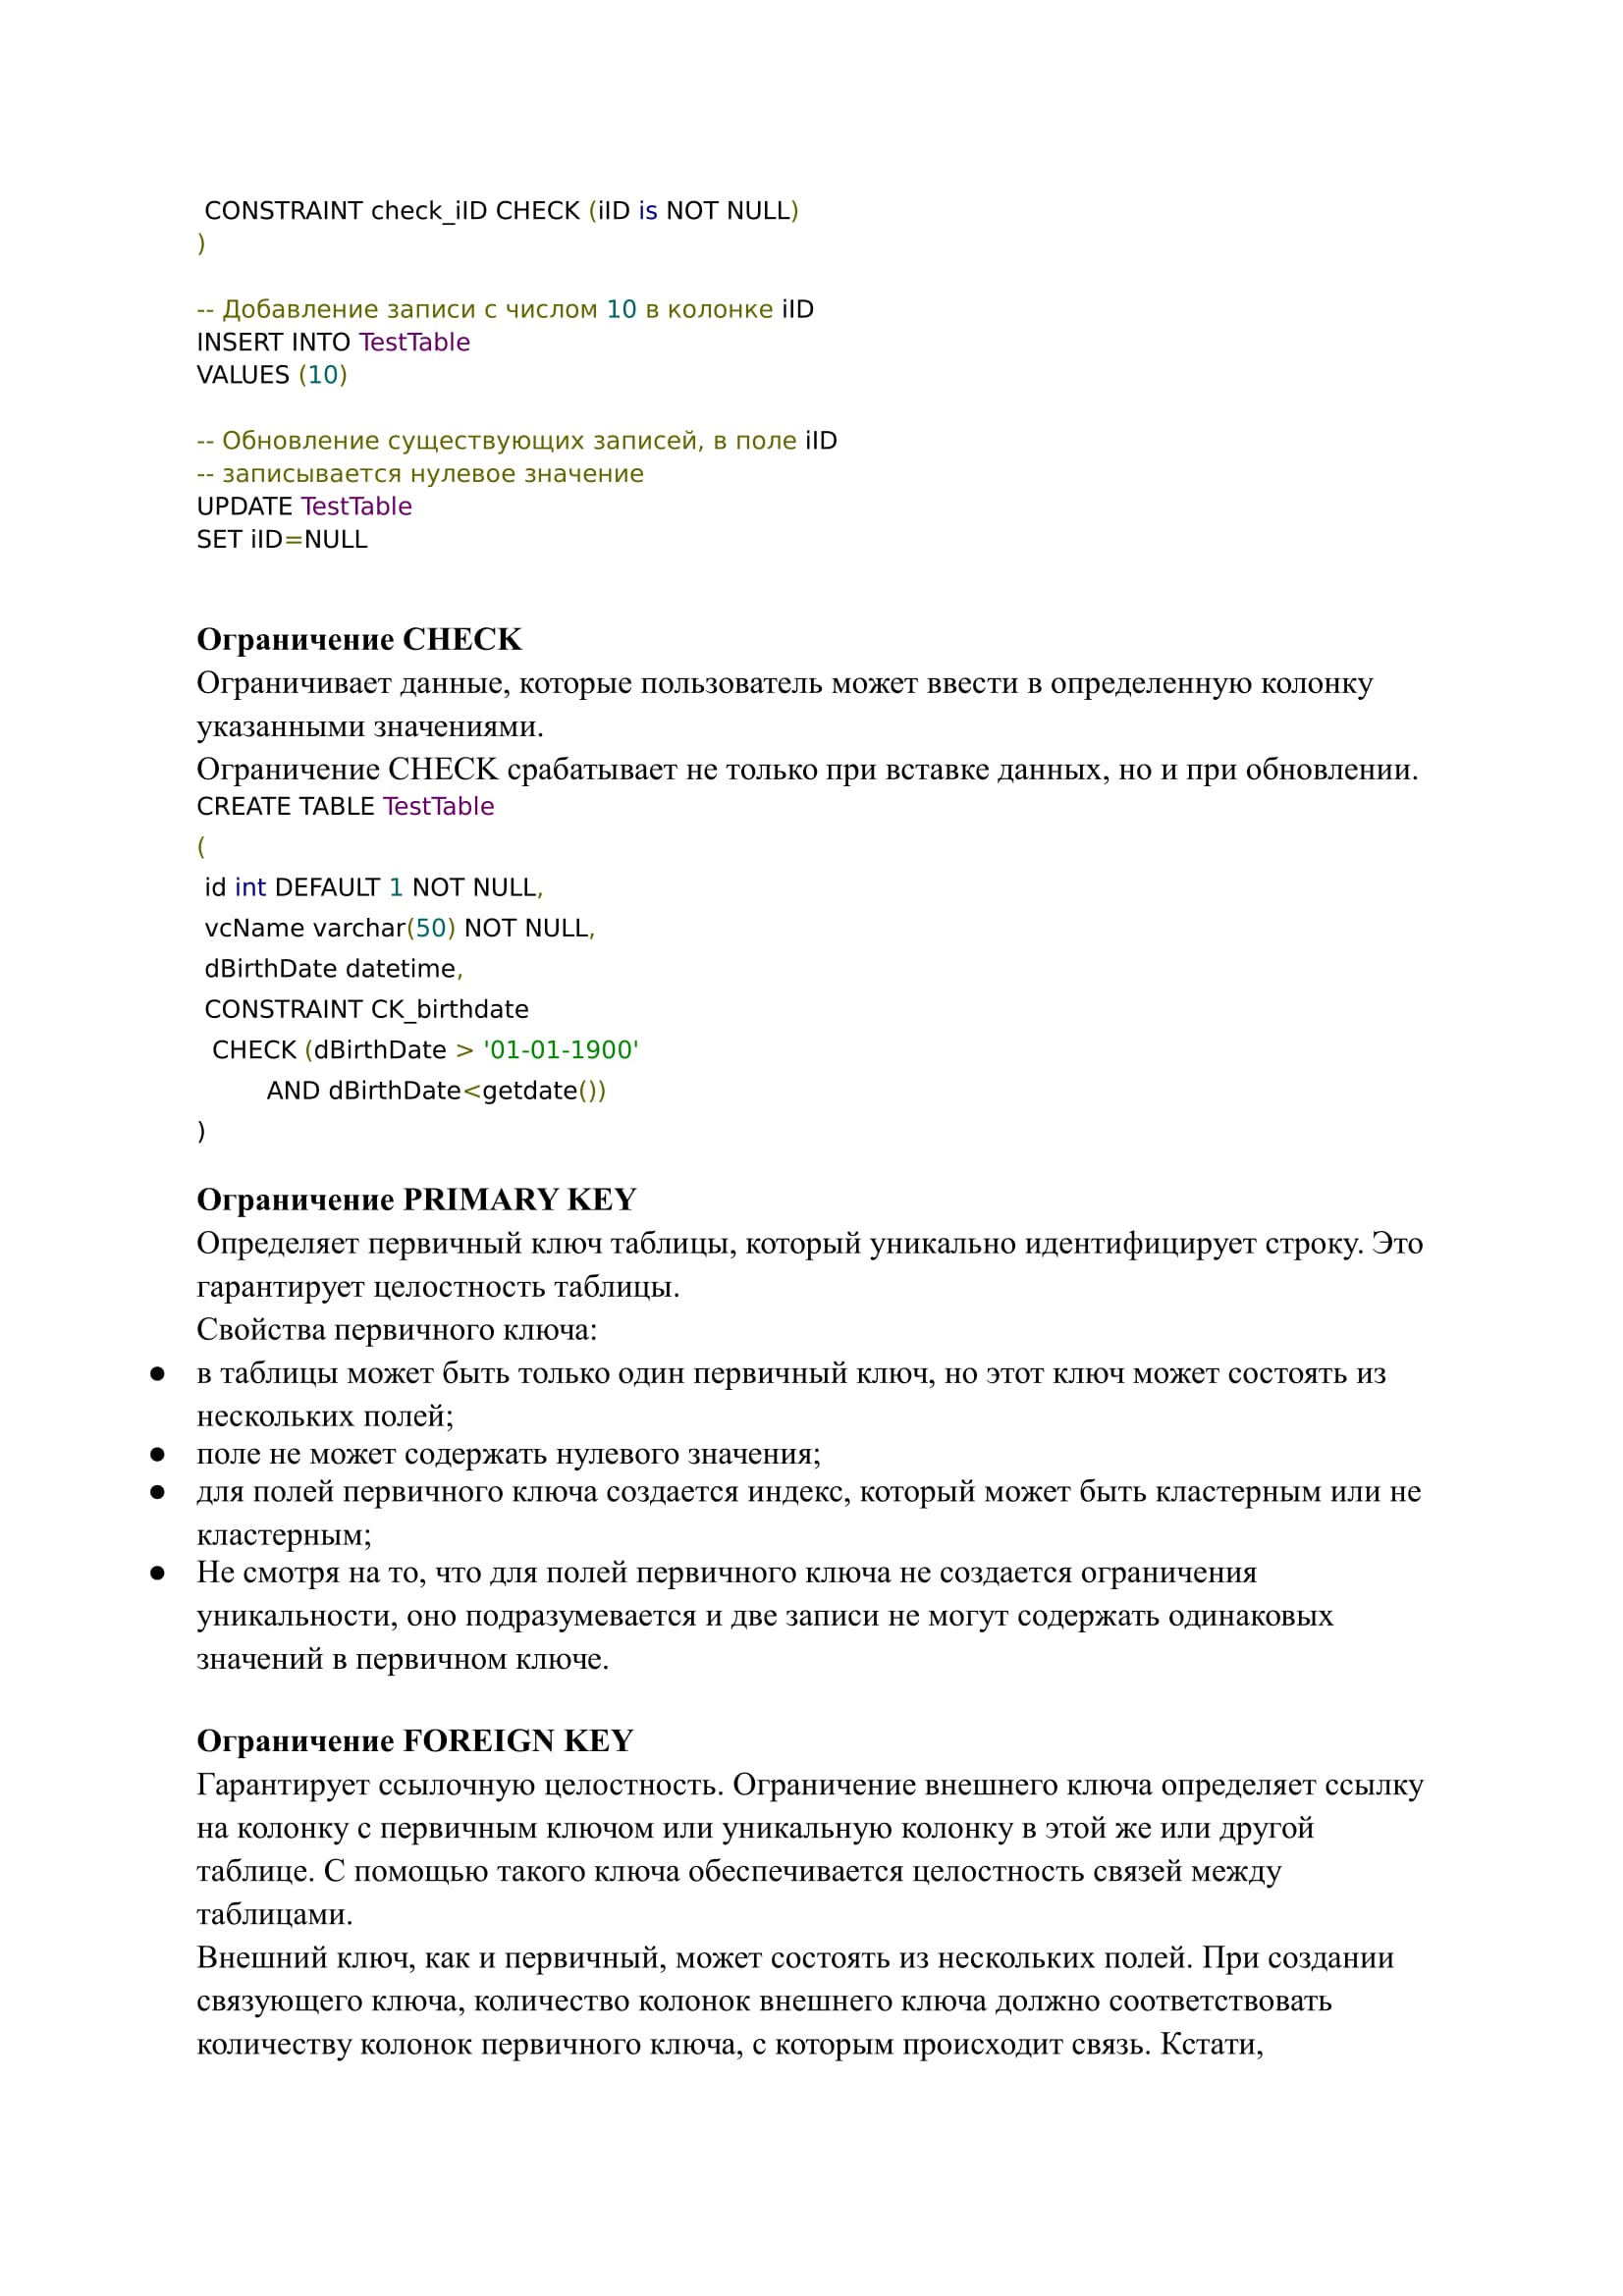 CONSTRAINT check_iID CHECK (iID is NOT NULL)
)
-- Добавление записи с числом 10 в колонке iID
INSERT INTO TestTable
VALUES (10)
-- Обновление существующих записей, в поле iID
-- записывается нулевое значение
UPDATE TestTable
SET iID=NULL
Ограничение CHECK
Ограничивает данные, которые пользователь может ввести в определенную колонку
указанными значениями.
Ограничение CHECK срабатывает не только при вставке данных, но и при обновлении.
CREATE TABLE TestTable
(
id int DEFAULT 1 NOT NULL,
vcName varchar(50) NOT NULL,
dBirthDate datetime,
CONSTRAINT CK_birthdate
CHECK (dBirthDate > '01-01-1900'
AND dBirthDate<getdate())
)
Ограничение PRIMARY KEY
Определяет первичный ключ таблицы, который уникально идентифицирует строку. Это
гарантирует целостность таблицы.
Свойства первичного ключа:
● в таблицы может быть только один первичный ключ, но этот ключ может состоять из
нескольких полей;
● поле не может содержать нулевого значения;
● для полей первичного ключа создается индекс, который может быть кластерным или не
кластерным;
● Не смотря на то, что для полей первичного ключа не создается ограничения
уникальности, оно подразумевается и две записи не могут содержать одинаковых
значений в первичном ключе.
Ограничение FOREIGN KEY
Гарантирует ссылочную целостность. Ограничение внешнего ключа определяет ссылку
на колонку с первичным ключом или уникальную колонку в этой же или другой
таблице. С помощью такого ключа обеспечивается целостность связей между
таблицами.
Внешний ключ, как и первичный, может состоять из нескольких полей. При создании
связующего ключа, количество колонок внешнего ключа должно соответствовать
количеству колонок первичного ключа, с которым происходит связь. Кстати,